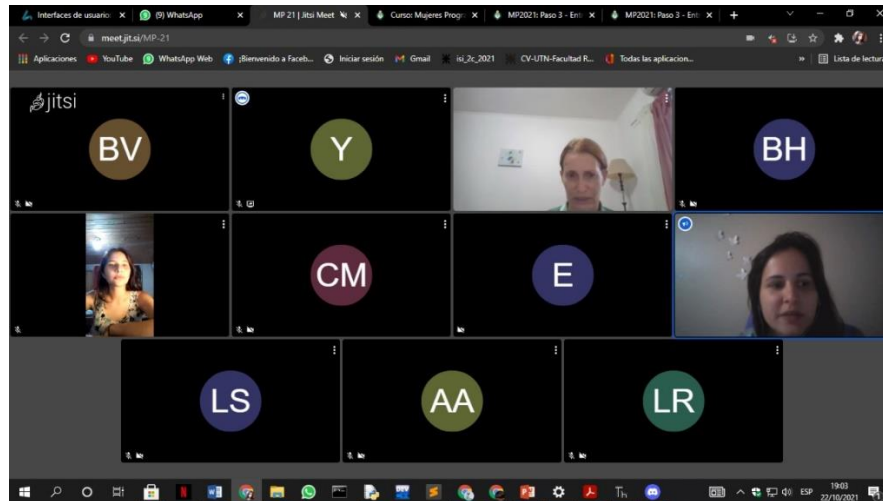 Interfaces de usuario
(9) WhatsApp
MP 21 | Jitsi Meet
Curso: Mujeres Progr
MP2021: Paso 3 - Ent
MP2021: Paso 3 - Ent
meet.jit.si/MP-21
Aplicaciones
YouTube
WhatsApp Web
¡Bienvenido a Faceb...
Iniciar sesión
Gmail
isi_2c_2021
CV-UTN-Facultad R...
Todas las aplicacion...
»
Lista de lectura
jitsi
BV
Y
BH
CM
E
LS
AA
LR
Th
ESP
19:03
22/10/2021